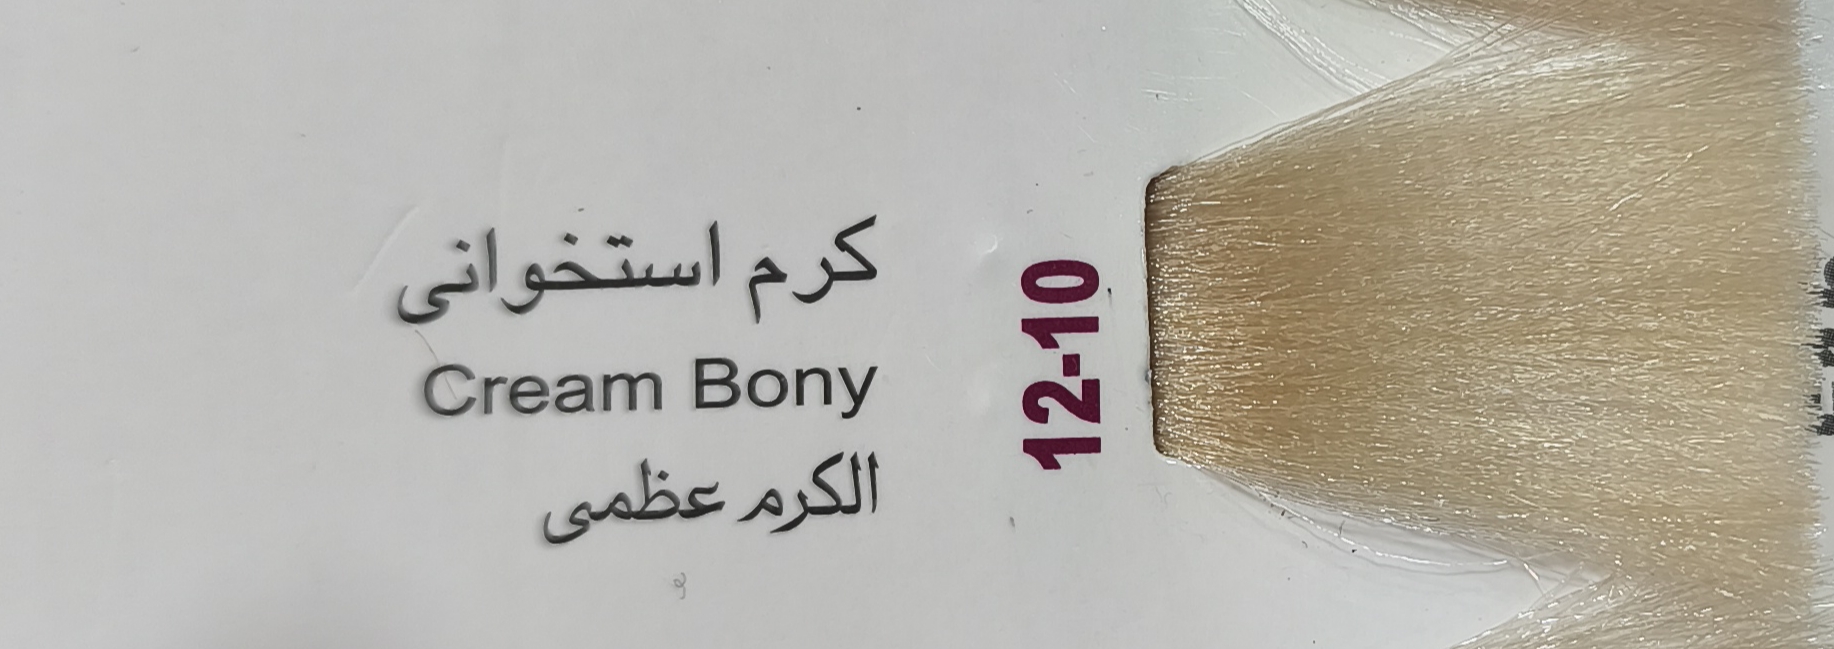 کرم استخوانی
Cream Bony
الکرم عظمی
12-10